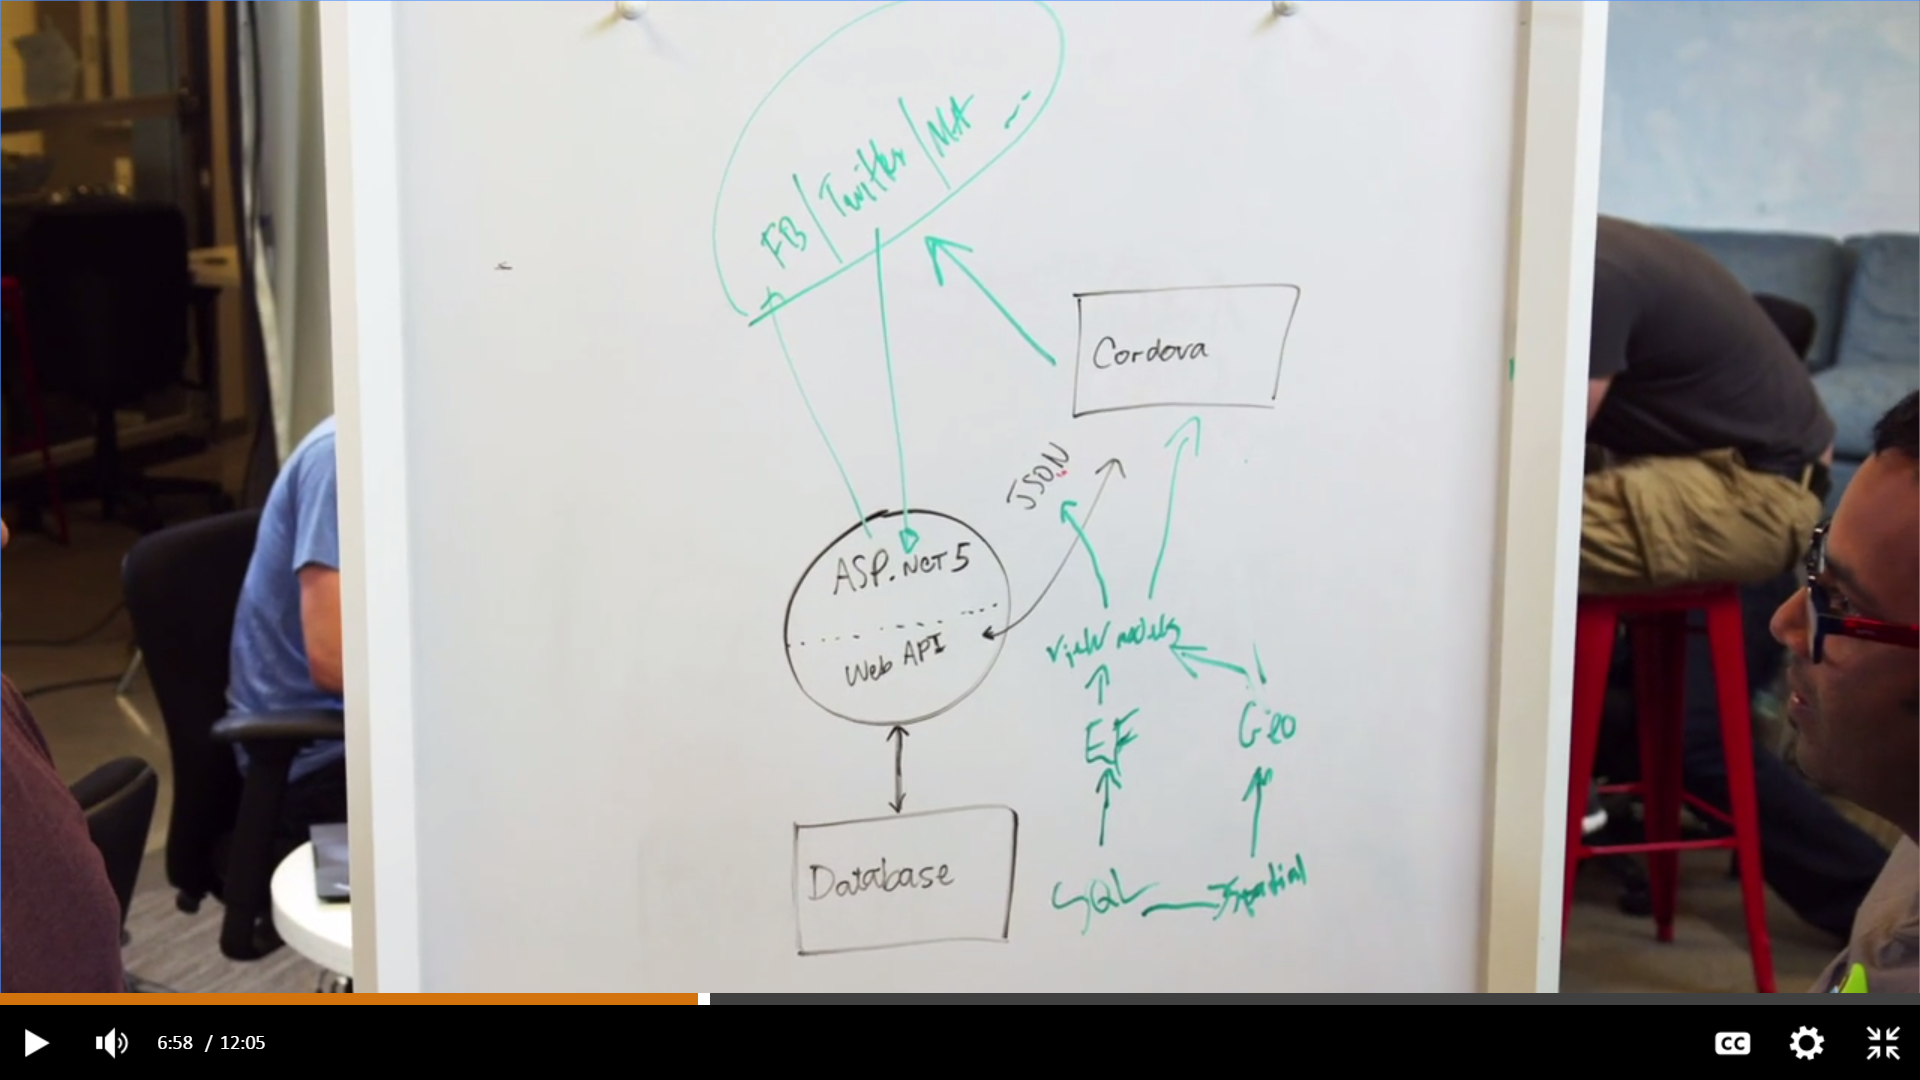 FB / Twitter / MA ...
Cordova
JSON
ASP.NET 5
Web API
view models
EF
Geo
Database
SQL
Spatial
6:58 / 12:05
CC